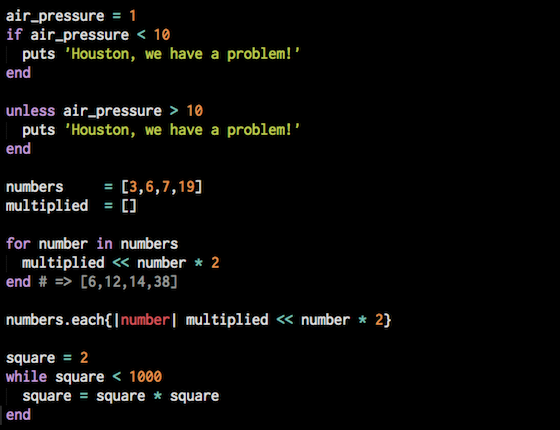 air_pressure = 1
if air_pressure < 10
  puts 'Houston, we have a problem!'
end

unless air_pressure > 10
  puts 'Houston, we have a problem!'
end

numbers     = [3,6,7,19]
multiplied  = []

for number in numbers
  multiplied << number * 2
end # => [6,12,14,38]

numbers.each{|number| multiplied << number * 2}

square = 2
while square < 1000
  square = square * square
end